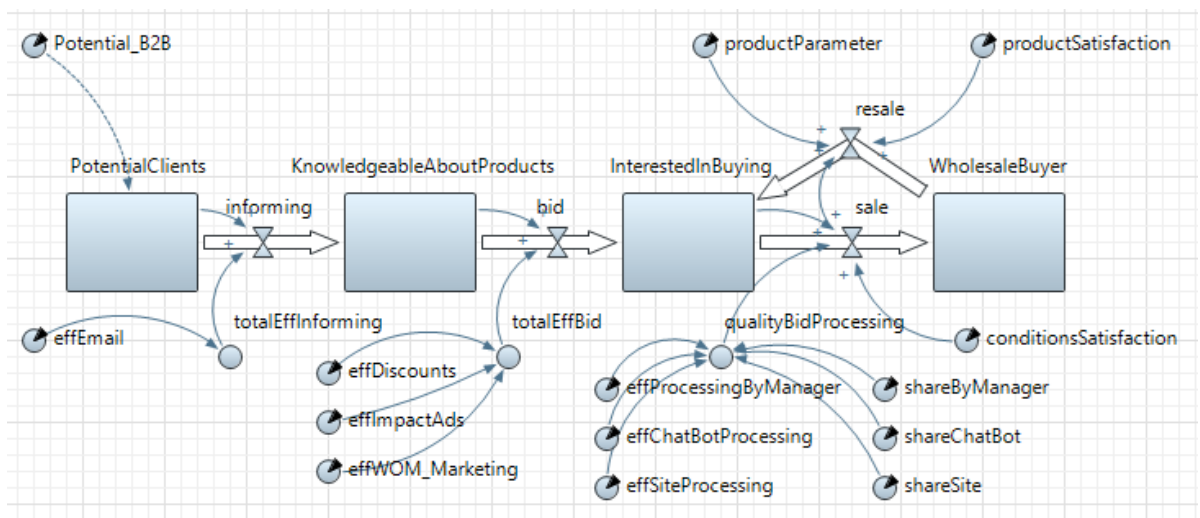 Potential_B2B
productParameter
productSatisfaction
resale
PotentialClients
KnowledgeableAboutProducts
InterestedInBuying
WholesaleBuyer
informing
bid
sale
totalEffInforming
totalEffBid
qualityBidProcessing
effEmail
conditionsSatisfaction
effDiscounts
effProcessingByManager
shareByManager
effImpactAds
effChatBotProcessing
shareChatBot
effWOM_Marketing
effSiteProcessing
shareSite